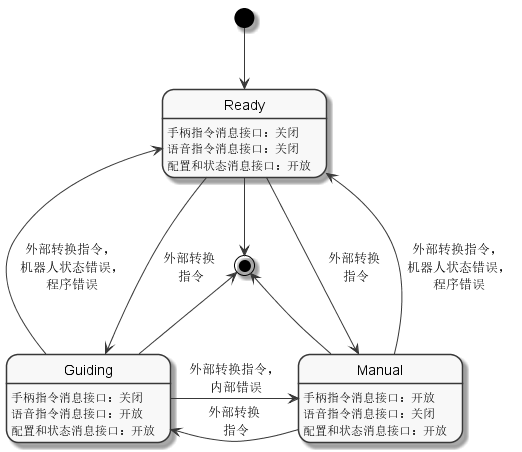 Ready
手柄指令消息接口：关闭
语音指令消息接口：关闭
配置和状态消息接口：开放
外部转换指令，
机器人状态错误，
程序错误
外部转换
指令
外部转换
指令
外部转换指令，
机器人状态错误，
程序错误
Guiding
手柄指令消息接口：关闭
语音指令消息接口：开放
配置和状态消息接口：开放
外部转换指令，
内部错误
外部转换
指令
Manual
手柄指令消息接口：开放
语音指令消息接口：关闭
配置和状态消息接口：开放